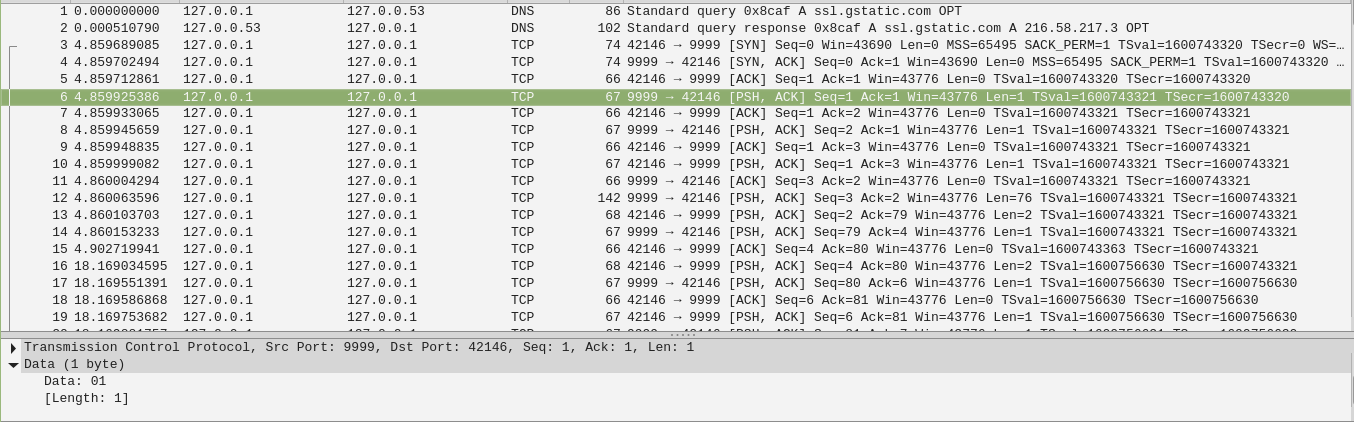 1 0.000000000 127.0.0.1 127.0.0.53 DNS 86 Standard query 0x8caf A ssl.gstatic.com OPT
2 0.000510790 127.0.0.53 127.0.0.1 DNS 102 Standard query response 0x8caf A ssl.gstatic.com A 216.58.217.3 OPT
3 4.859689085 127.0.0.1 127.0.0.1 TCP 74 42146 → 9999 [SYN] Seq=0 Win=43690 Len=0 MSS=65495 SACK_PERM=1 TSval=1600743320 TSecr=0 WS=…
4 4.859702494 127.0.0.1 127.0.0.1 TCP 74 9999 → 42146 [SYN, ACK] Seq=0 Ack=1 Win=43690 Len=0 MSS=65495 SACK_PERM=1 TSval=1600743320 …
5 4.859712861 127.0.0.1 127.0.0.1 TCP 66 42146 → 9999 [ACK] Seq=1 Ack=1 Win=43776 Len=0 TSval=1600743320 TSecr=1600743320
6 4.859925386 127.0.0.1 127.0.0.1 TCP 67 9999 → 42146 [PSH, ACK] Seq=1 Ack=1 Win=43776 Len=1 TSval=1600743321 TSecr=1600743320
7 4.859933065 127.0.0.1 127.0.0.1 TCP 66 42146 → 9999 [ACK] Seq=1 Ack=2 Win=43776 Len=0 TSval=1600743321 TSecr=1600743321
8 4.859945659 127.0.0.1 127.0.0.1 TCP 67 9999 → 42146 [PSH, ACK] Seq=2 Ack=1 Win=43776 Len=1 TSval=1600743321 TSecr=1600743321
9 4.859948835 127.0.0.1 127.0.0.1 TCP 66 42146 → 9999 [ACK] Seq=1 Ack=3 Win=43776 Len=0 TSval=1600743321 TSecr=1600743321
10 4.859999082 127.0.0.1 127.0.0.1 TCP 67 42146 → 9999 [PSH, ACK] Seq=1 Ack=3 Win=43776 Len=1 TSval=1600743321 TSecr=1600743321
11 4.860004294 127.0.0.1 127.0.0.1 TCP 66 9999 → 42146 [ACK] Seq=3 Ack=2 Win=43776 Len=0 TSval=1600743321 TSecr=1600743321
12 4.860063596 127.0.0.1 127.0.0.1 TCP 142 9999 → 42146 [PSH, ACK] Seq=3 Ack=2 Win=43776 Len=76 TSval=1600743321 TSecr=1600743321
13 4.860103703 127.0.0.1 127.0.0.1 TCP 68 42146 → 9999 [PSH, ACK] Seq=2 Ack=79 Win=43776 Len=2 TSval=1600743321 TSecr=1600743321
14 4.860153233 127.0.0.1 127.0.0.1 TCP 67 9999 → 42146 [PSH, ACK] Seq=79 Ack=4 Win=43776 Len=1 TSval=1600743321 TSecr=1600743321
15 4.902719941 127.0.0.1 127.0.0.1 TCP 66 42146 → 9999 [ACK] Seq=4 Ack=80 Win=43776 Len=0 TSval=1600743363 TSecr=1600743321
16 18.169034595 127.0.0.1 127.0.0.1 TCP 68 42146 → 9999 [PSH, ACK] Seq=4 Ack=80 Win=43776 Len=2 TSval=1600756630 TSecr=1600743321
17 18.169551391 127.0.0.1 127.0.0.1 TCP 67 9999 → 42146 [PSH, ACK] Seq=80 Ack=6 Win=43776 Len=1 TSval=1600756630 TSecr=1600756630
18 18.169586868 127.0.0.1 127.0.0.1 TCP 66 42146 → 9999 [ACK] Seq=6 Ack=81 Win=43776 Len=0 TSval=1600756630 TSecr=1600756630
19 18.169753682 127.0.0.1 127.0.0.1 TCP 67 42146 → 9999 [PSH, ACK] Seq=6 Ack=81 Win=43776 Len=1 TSval=1600756630 TSecr=1600756630
Transmission Control Protocol, Src Port: 9999, Dst Port: 42146, Seq: 1, Ack: 1, Len: 1
Data (1 byte)
Data: 01
[Length: 1]